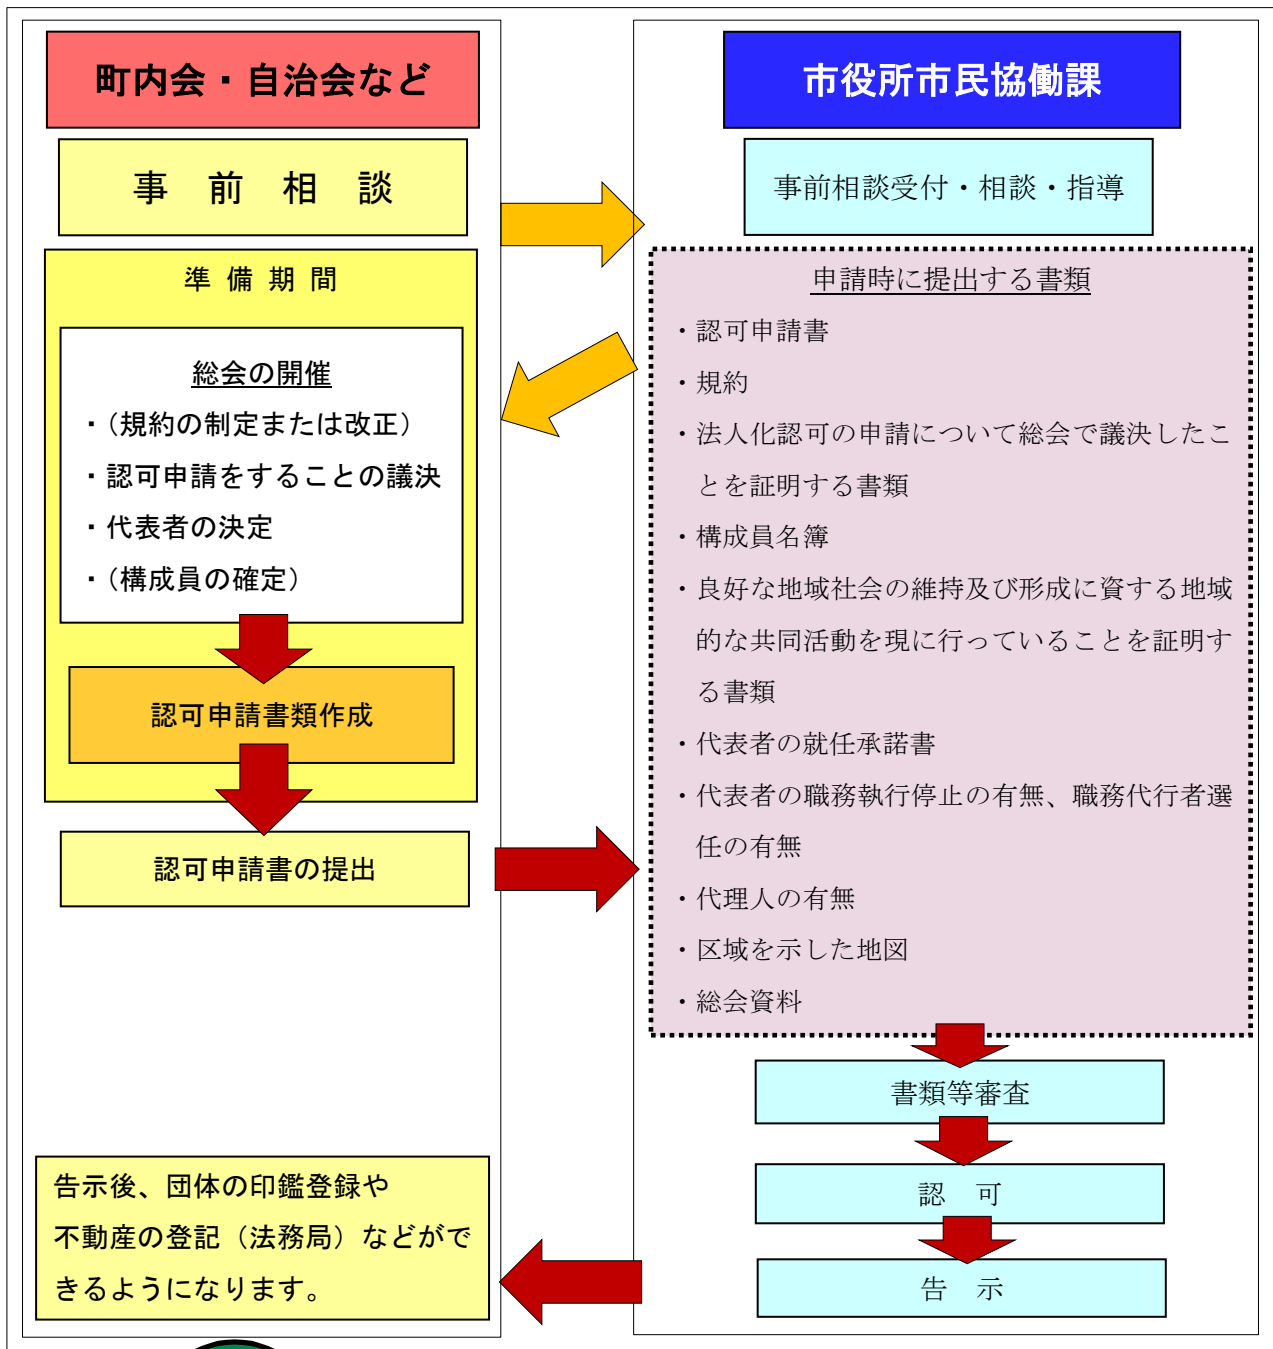 町内会・自治会など
事　前　相　談
準 備 期 間
総会の開催
・（規約の制定または改正）
・認可申請をすることの議決
・代表者の決定
・（構成員の確定）
認可申請書類作成
認可申請書の提出
告示後、団体の印鑑登録や
不動産の登記（法務局）などがで
きるようになります。
市役所市民協働課
事前相談受付・相談・指導
申請時に提出する書類
・認可申請書
・規約
・法人化認可の申請について総会で議決したこ
とを証明する書類
・構成員名簿
・良好な地域社会の維持及び形成に資する地域
的な共同活動を現に行っていることを証明す
る書類
・代表者の就任承諾書
・代表者の職務執行停止の有無、職務代行者選
任の有無
・代理人の有無
・区域を示した地図
・総会資料
書類等審査
認　可
告　示